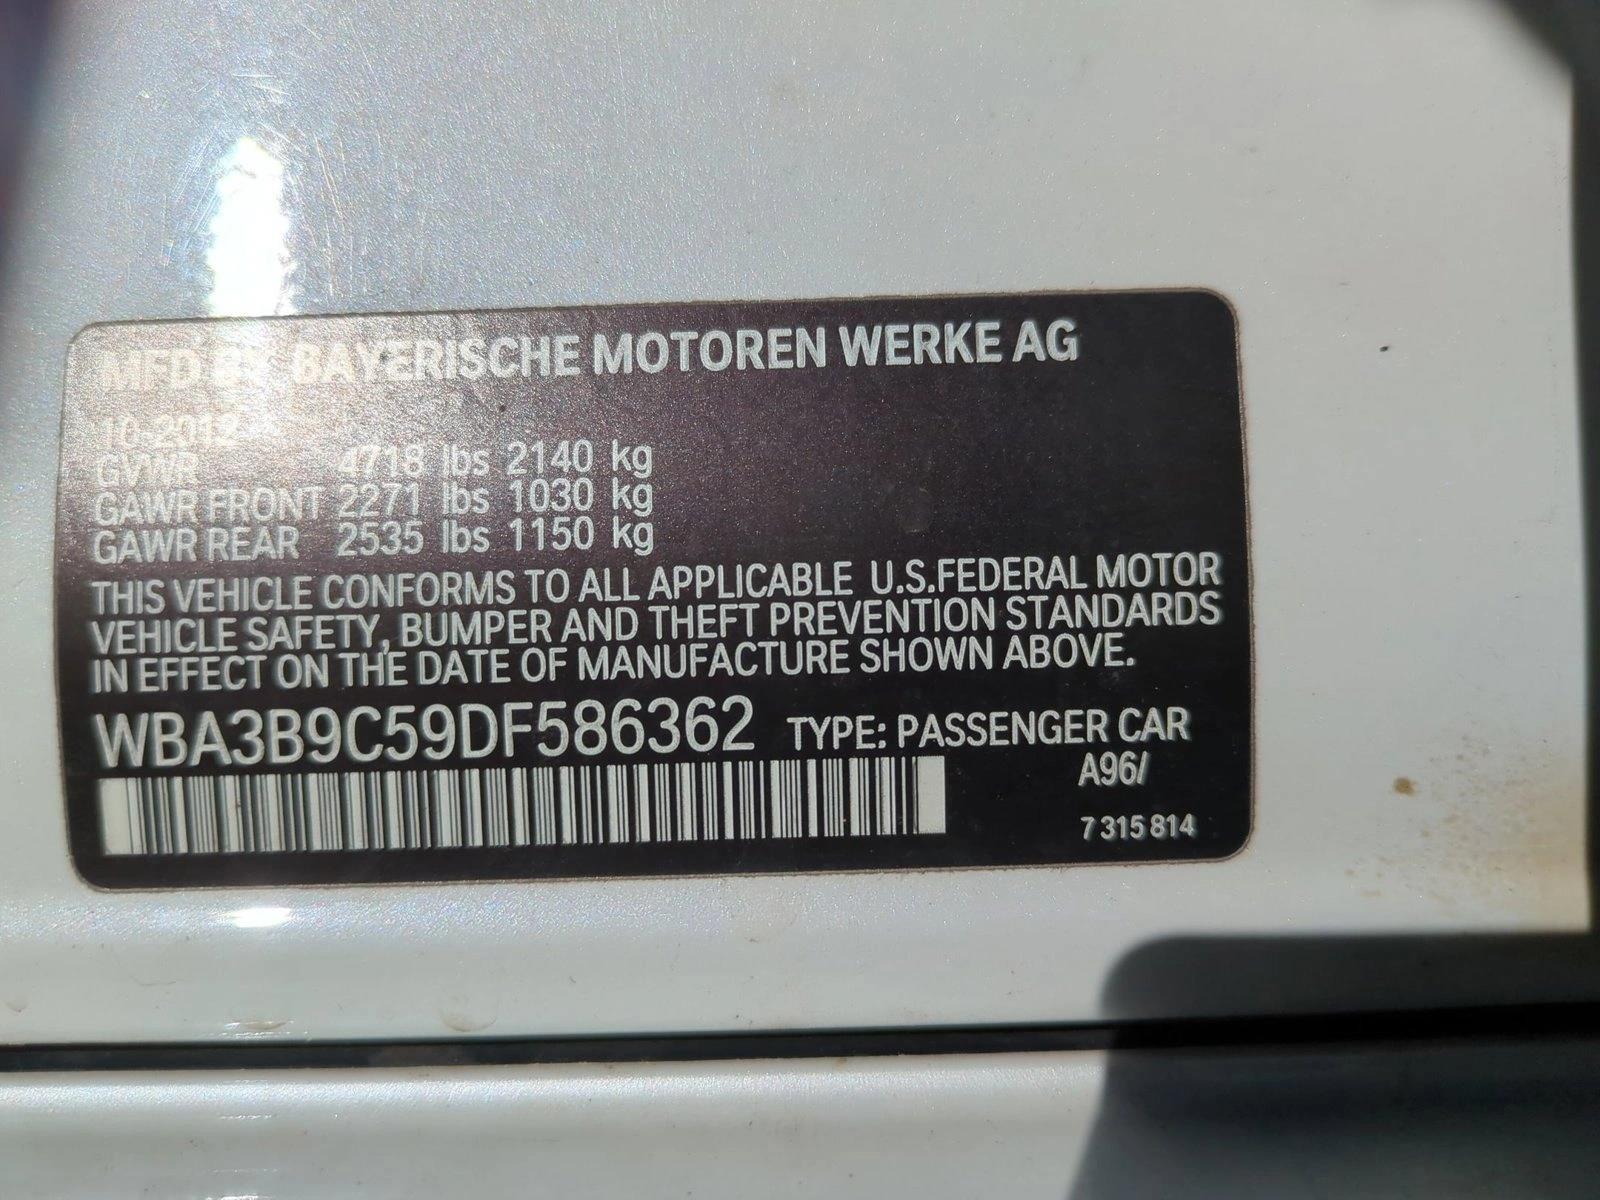 MFD BY BAYERISCHE MOTOREN WERKE AG
10-2012
GVWR 4718 lbs 2140 kg
GAWR FRONT 2271 lbs 1030 kg
GAWR REAR 2535 lbs 1150 kg
THIS VEHICLE CONFORMS TO ALL APPLICABLE U.S.FEDERAL MOTOR
VEHICLE SAFETY, BUMPER AND THEFT PREVENTION STANDARDS
IN EFFECT ON THE DATE OF MANUFACTURE SHOWN ABOVE.
WBA3B9C59DF586362 TYPE: PASSENGER CAR
A96/
7 315 814